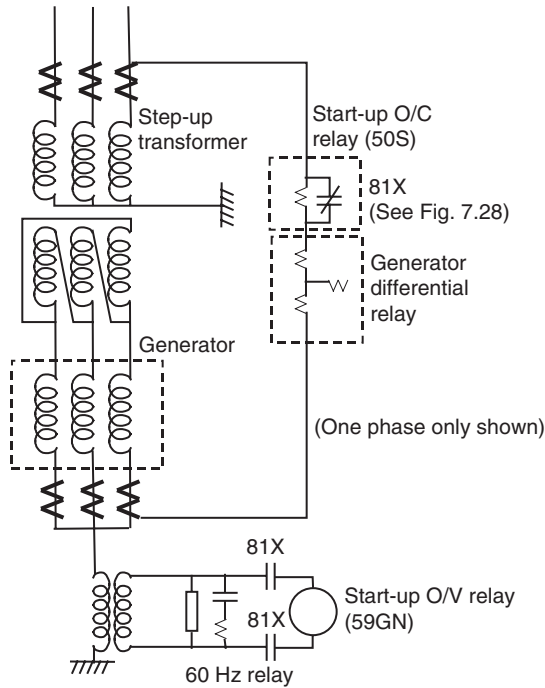 Step-up
transformer
Start-up O/C
relay (50S)
81X
(See Fig. 7.28)
Generator
differential
relay
Generator
(One phase only shown)
81X
Start-up O/V relay
(59GN)
81X
60 Hz relay